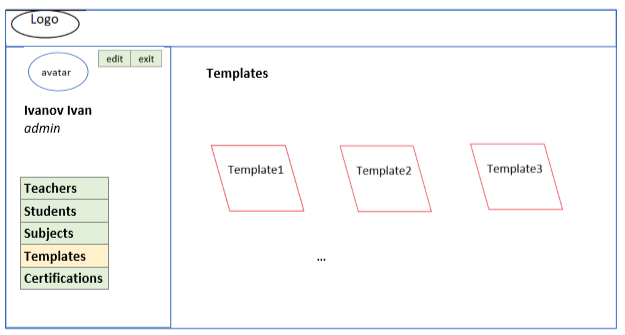 Logo
edit exit
avatar
Templates
Ivanov Ivan
admin
Template1 Template2 Template3
Teachers
Students
Subjects
Templates
Certifications
...